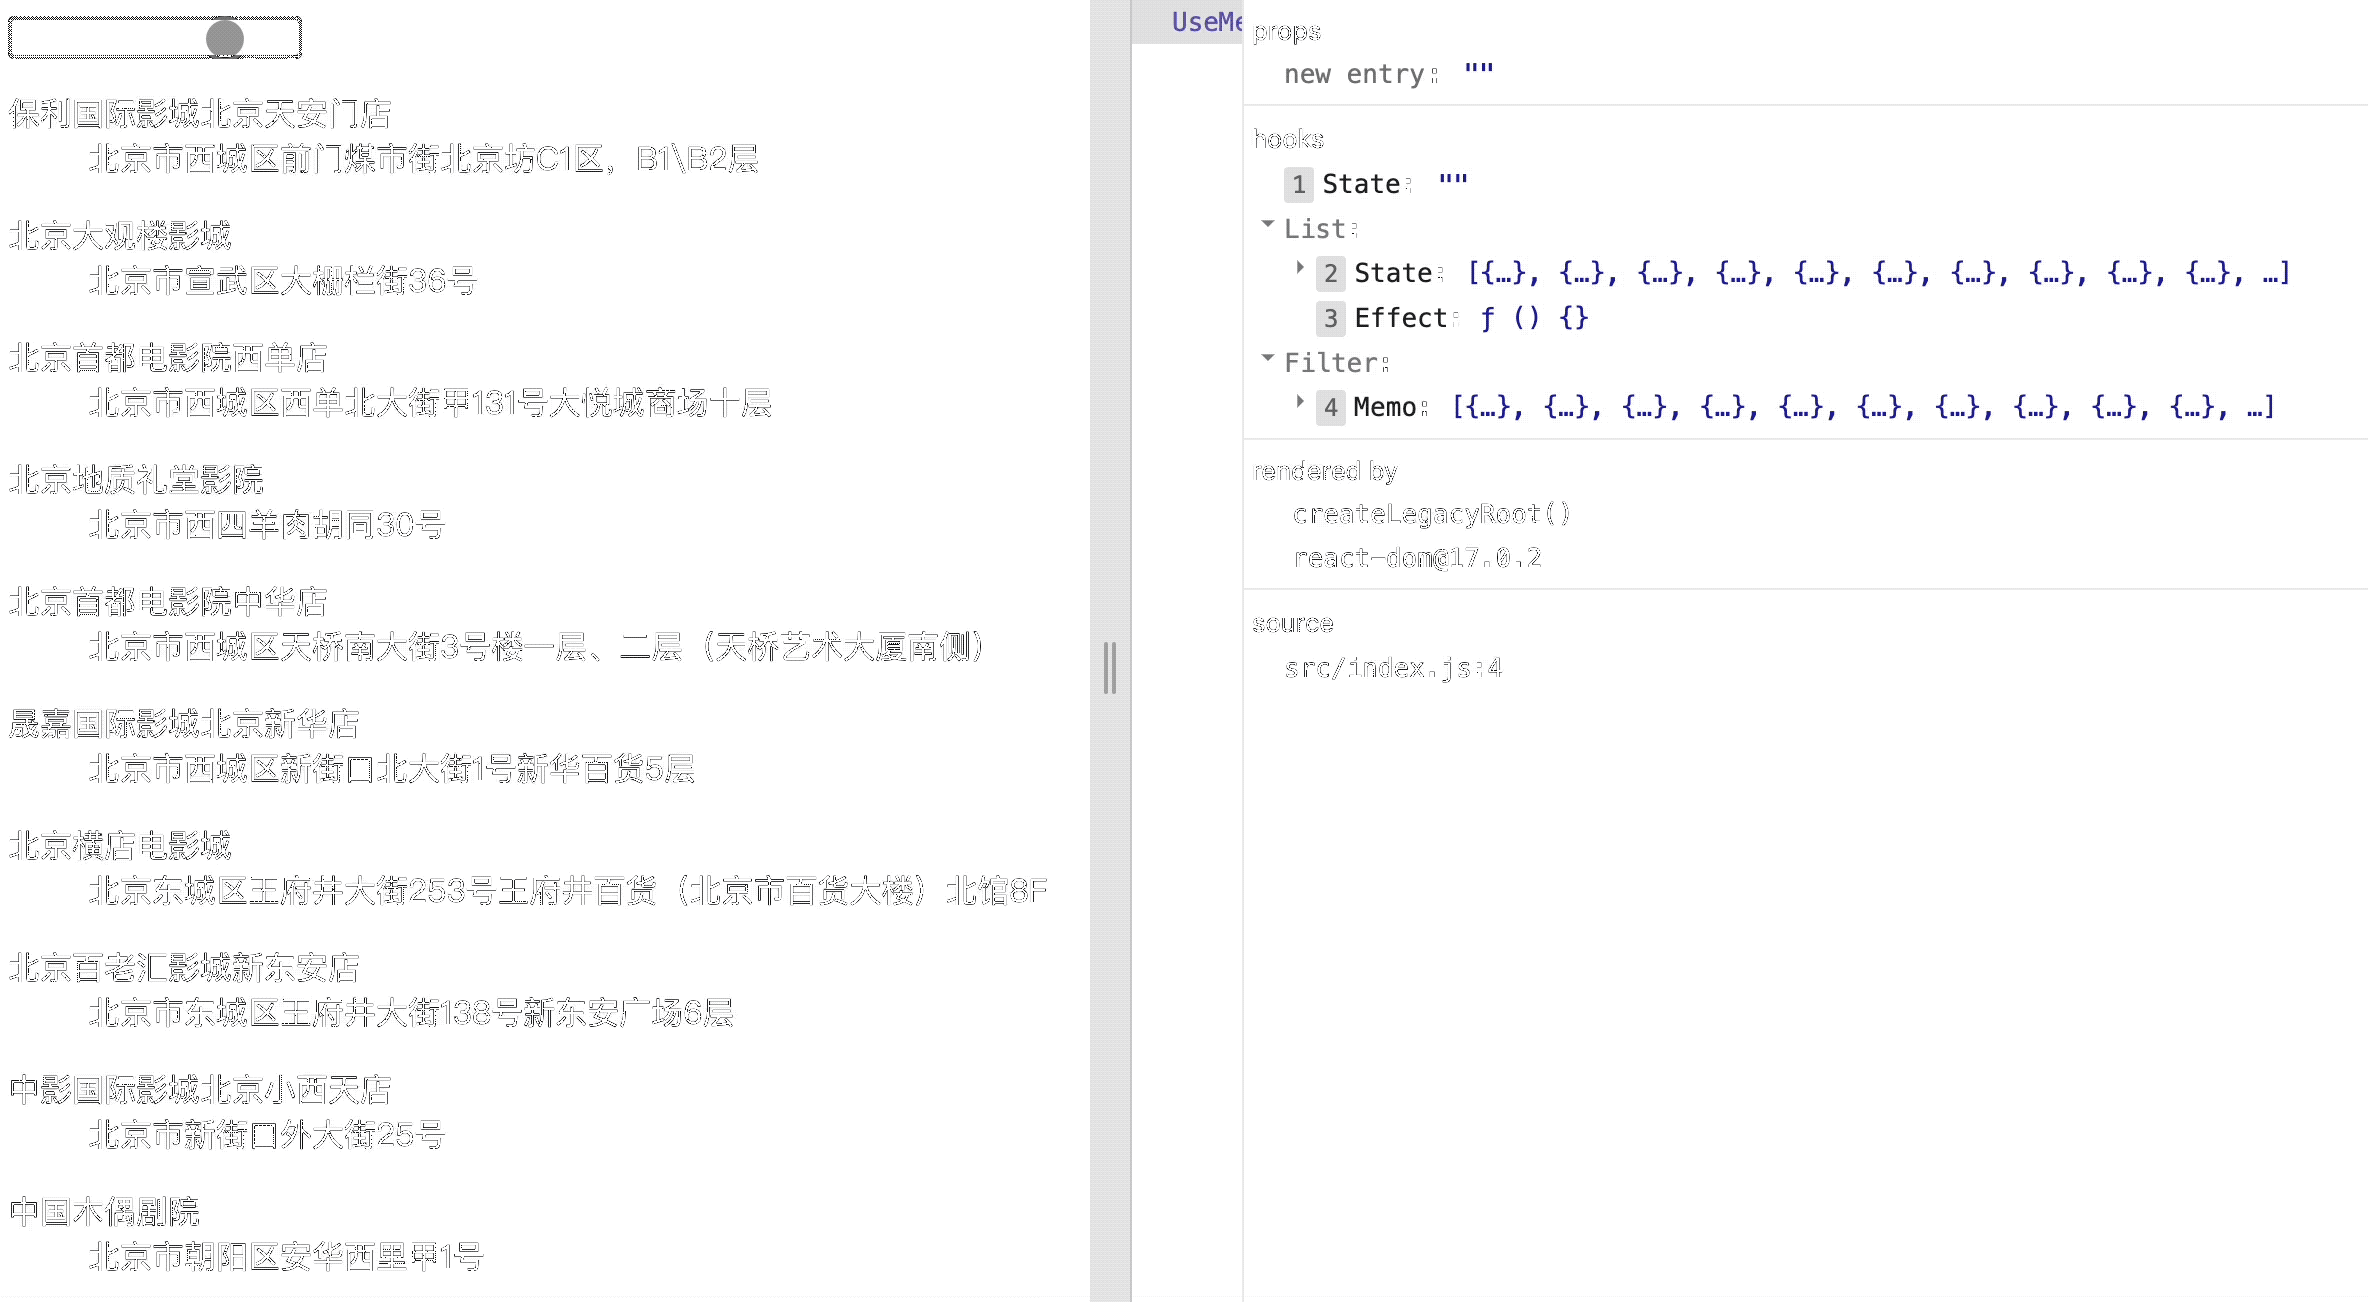 保利国际影城北京天安门店
北京市西城区前门煤市街北京坊C1区，B1\B2层
北京大观楼影城
北京市宣武区大栅栏街36号
北京首都电影院西单店
北京市西城区西单北大街甲131号大悦城商场十层
北京地质礼堂影院
北京市西四羊肉胡同30号
北京首都电影院中华店
北京市西城区天桥南大街3号楼一层、二层（天桥艺术大厦南侧）
晟嘉国际影城北京新华店
北京市西城区新街口北大街1号新华百货5层
北京横店电影城
北京东城区王府井大街253号王府井百货（北京市百货大楼）北馆8F
北京百老汇影城新东安店
北京市东城区王府井大街138号新东安广场6层
中影国际影城北京小西天店
北京市新街口外大街25号
中国木偶剧院
北京市朝阳区安华西里甲1号
UseMe
props
new entry: ""
hooks
1 State: ""
List:
2 State: [{…}, {…}, {…}, {…}, {…}, {…}, {…}, {…}, {…}, {…}, …]
3 Effect: ƒ () {}
Filter:
4 Memo: [{…}, {…}, {…}, {…}, {…}, {…}, {…}, {…}, {…}, {…}, …]
rendered by
createLegacyRoot()
react-dom@17.0.2
source
src/index.js:4